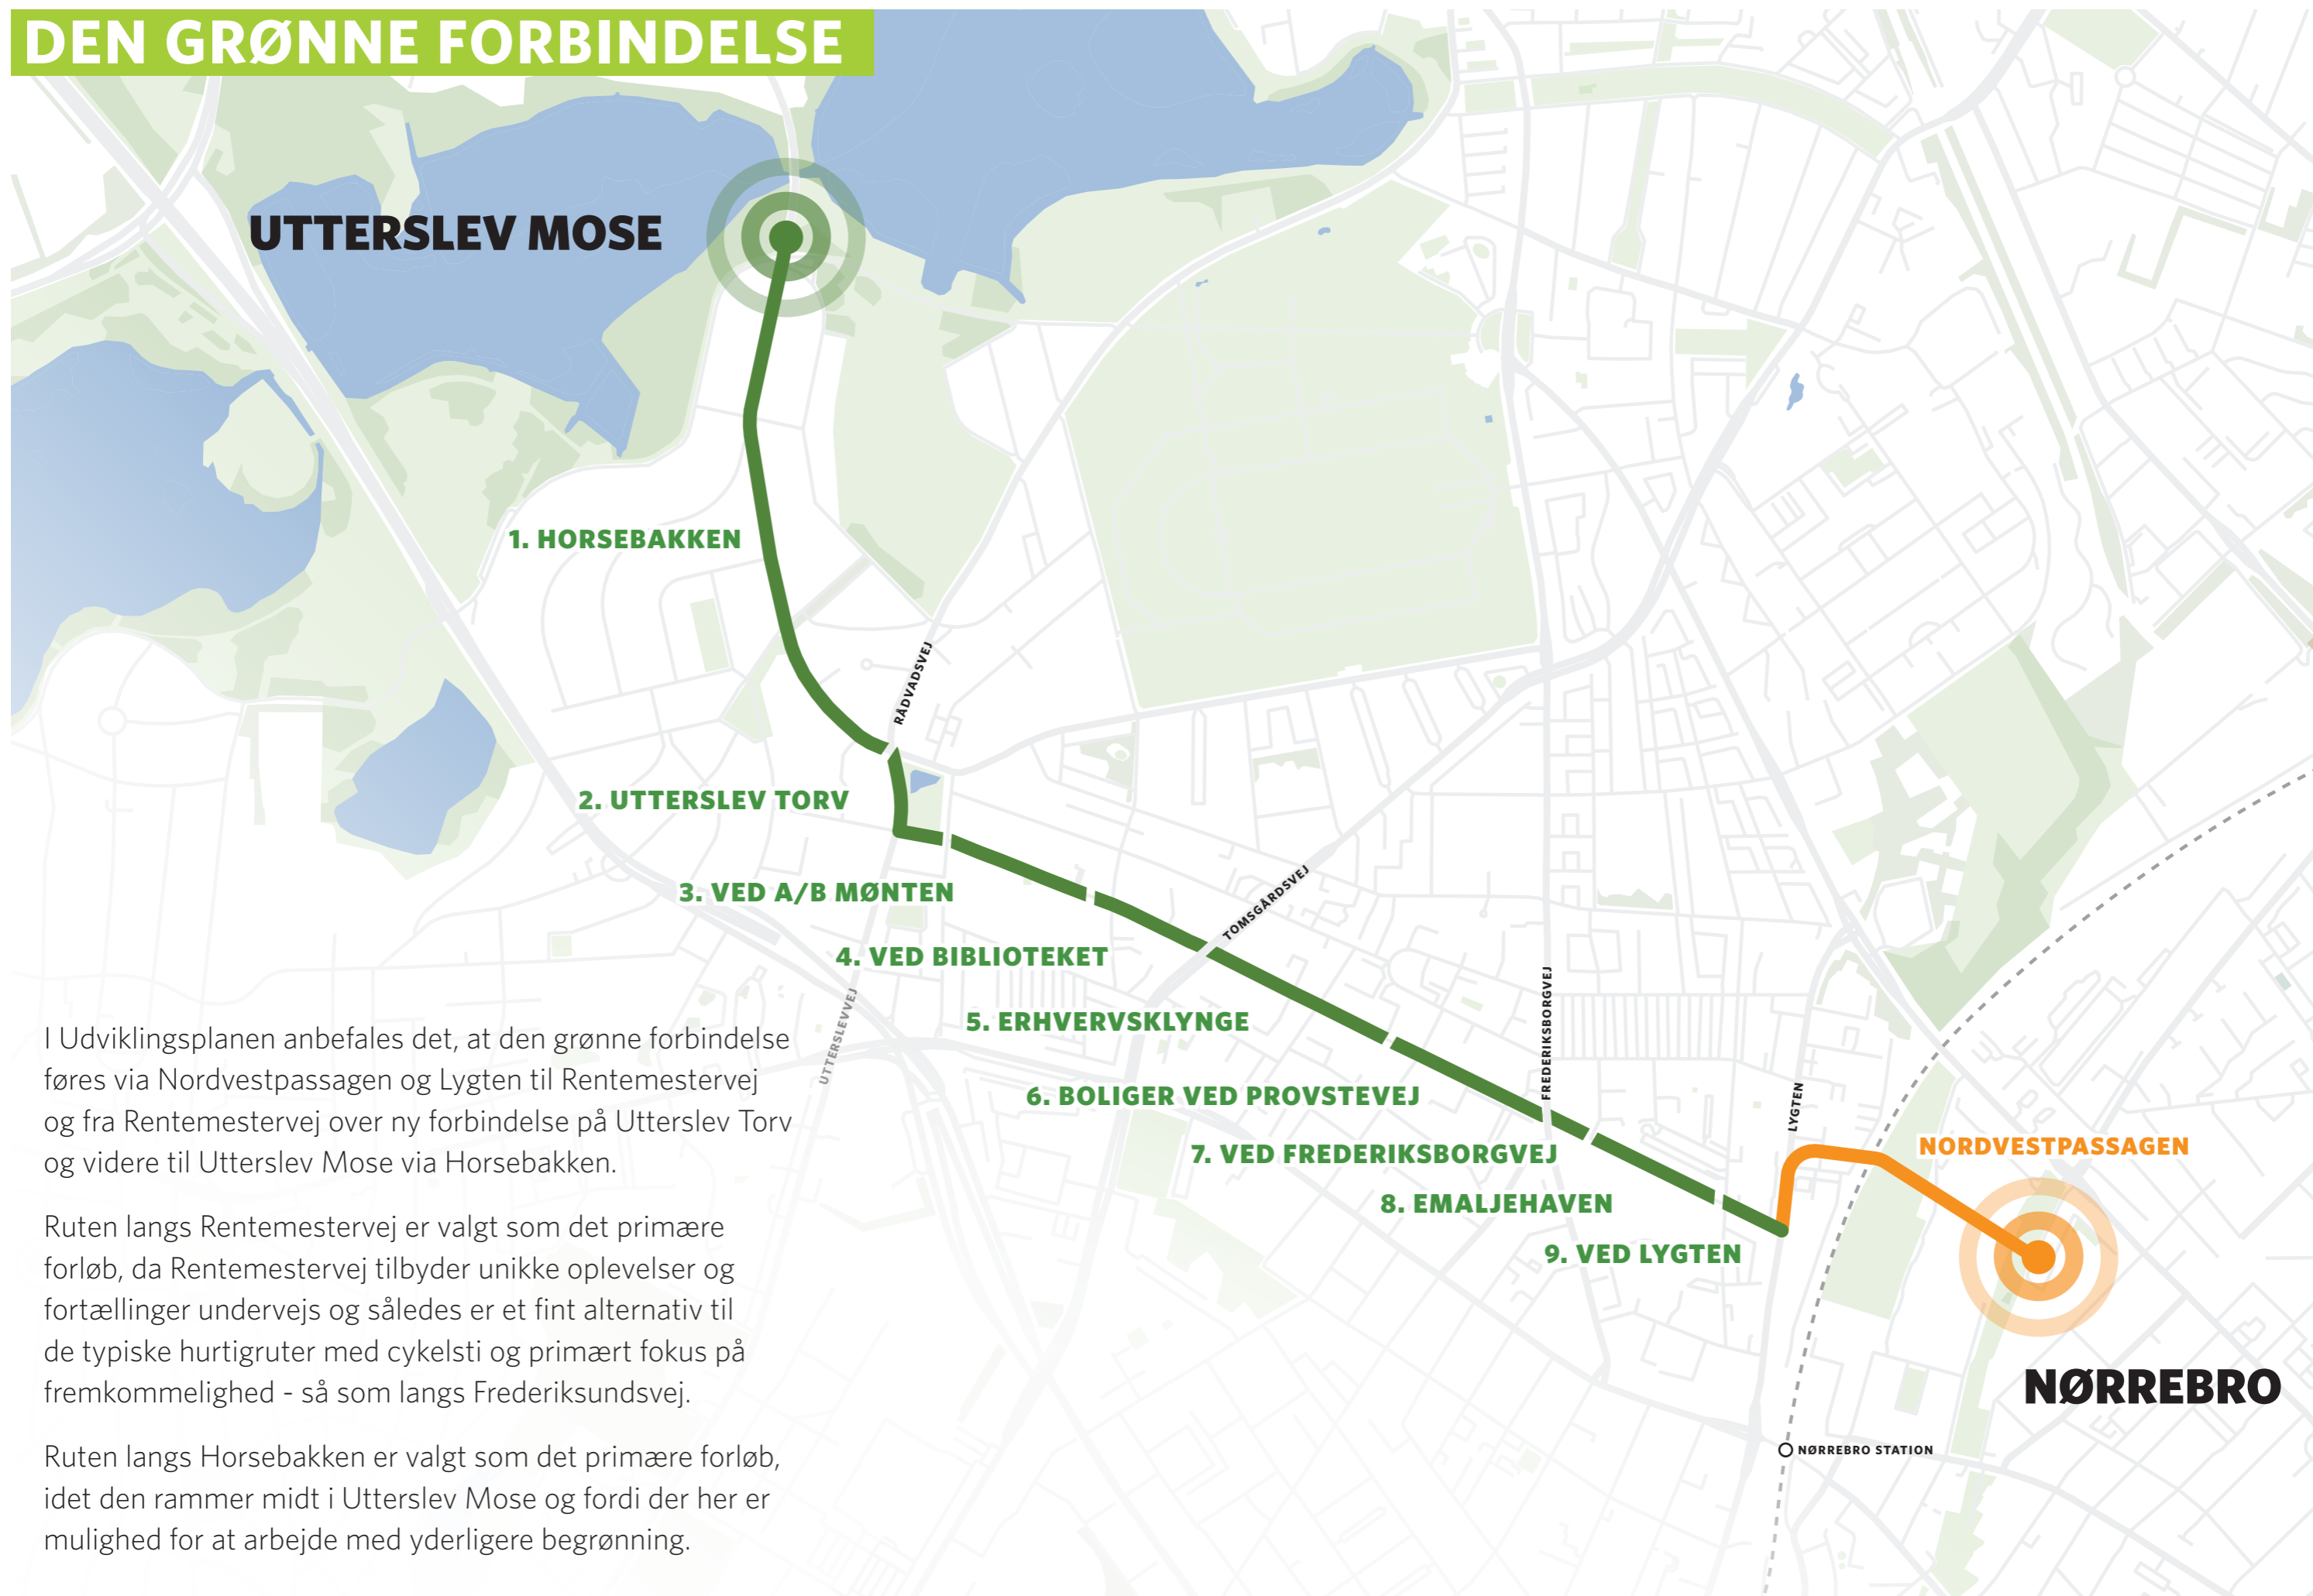 DEN GRØNNE FORBINDELSE
UTTERSLEV MOSE
1. HORSEBAKKEN
RÅDVADSVEJ
2. UTTERSLEV TORV
3. VED A/B MØNTEN
TOMSGÅRDSVEJ
4. VED BIBLIOTEKET
UTTERSLEVVEJ
5. ERHVERVSKLYNGE
FREDERIKSBORGVEJ
6. BOLIGER VED PROVSTEVEJ
LYGTEN
7. VED FREDERIKSBORGVEJ
NORDVESTPASSAGEN
8. EMALJEHAVEN
9. VED LYGTEN
NØRREBRO
NØRREBRO STATION
I Udviklingsplanen anbefales det, at den grønne forbindelse
føres via Nordvestpassagen og Lygten til Rentemestervej
og fra Rentemestervej over ny forbindelse på Utterslev Torv
og videre til Utterslev Mose via Horsebakken.
Ruten langs Rentemestervej er valgt som det primære
forløb, da Rentemestervej tilbyder unikke oplevelser og
fortællinger undervejs og således er et fint alternativ til
de typiske hurtigruter med cykelsti og primært fokus på
fremkommelighed - så som langs Frederiksundsvej.
Ruten langs Horsebakken er valgt som det primære forløb,
idet den rammer midt i Utterslev Mose og fordi der her er
mulighed for at arbejde med yderligere begrønning.